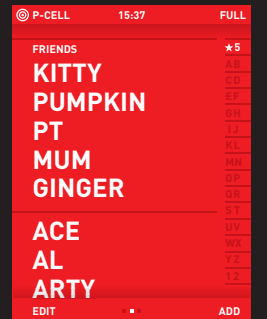 P-CELL 15:37 FULL
FRIENDS
KITTY
PUMPKIN
PT
MUM
GINGER
ACE
AL
ARTY
★5
AB
CD
EF
GH
IJ
KL
MN
OP
QR
ST
UV
WX
YZ
12
EDIT ADD